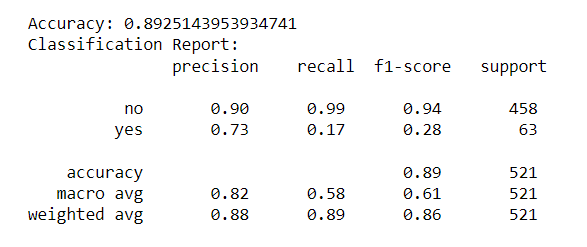 Accuracy: 0.8925143953934741
Classification Report:
precision recall f1-score support
no 0.90 0.99 0.94 458
yes 0.73 0.17 0.28 63
accuracy 0.89 521
macro avg 0.82 0.58 0.61 521
weighted avg 0.88 0.89 0.86 521